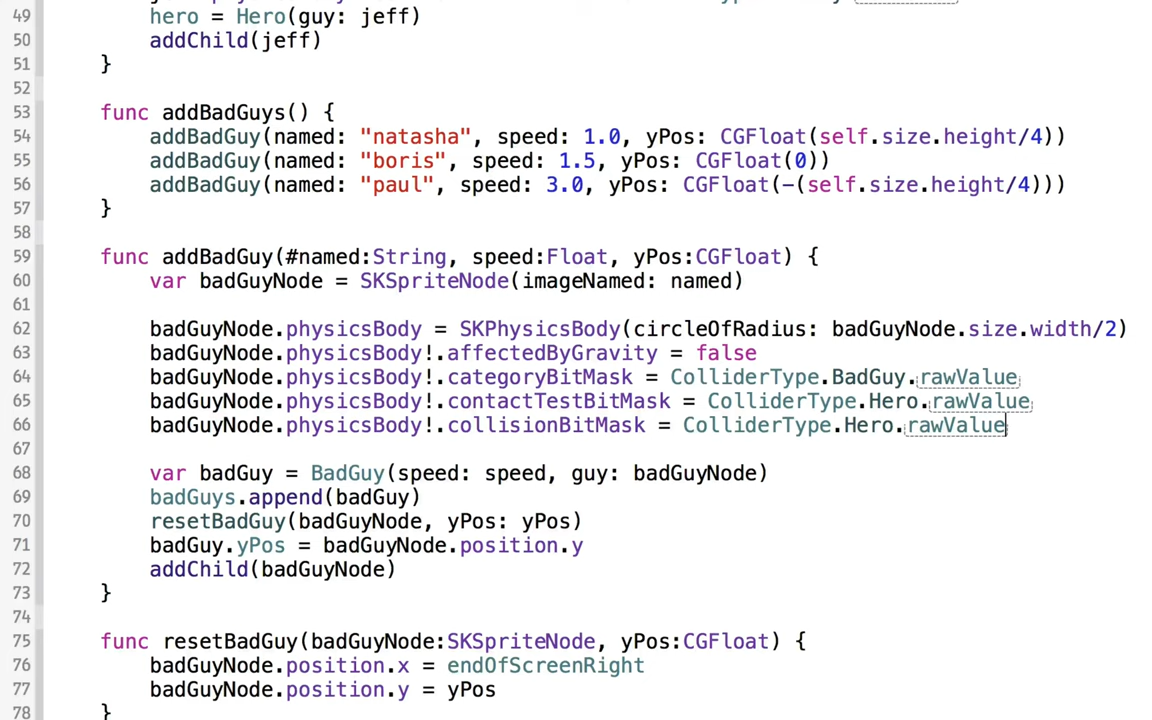 49 hero = Hero(guy: jeff)
50 addChild(jeff)
51 }
52
53 func addBadGuys() {
54 addBadGuy(named: "natasha", speed: 1.0, yPos: CGFloat(self.size.height/4))
55 addBadGuy(named: "boris", speed: 1.5, yPos: CGFloat(0))
56 addBadGuy(named: "paul", speed: 3.0, yPos: CGFloat(-(self.size.height/4)))
57 }
58
59 func addBadGuy(#named:String, speed:Float, yPos:CGFloat) {
60 var badGuyNode = SKSpriteNode(imageNamed: named)
61
62 badGuyNode.physicsBody = SKPhysicsBody(circleOfRadius: badGuyNode.size.width/2)
63 badGuyNode.physicsBody!.affectedByGravity = false
64 badGuyNode.physicsBody!.categoryBitMask = ColliderType.BadGuy.rawValue
65 badGuyNode.physicsBody!.contactTestBitMask = ColliderType.Hero.rawValue
66 badGuyNode.physicsBody!.collisionBitMask = ColliderType.Hero.rawValue
67
68 var badGuy = BadGuy(speed: speed, guy: badGuyNode)
69 badGuys.append(badGuy)
70 resetBadGuy(badGuyNode, yPos: yPos)
71 badGuy.yPos = badGuyNode.position.y
72 addChild(badGuyNode)
73 }
74
75 func resetBadGuy(badGuyNode:SKSpriteNode, yPos:CGFloat) {
76 badGuyNode.position.x = endOfScreenRight
77 badGuyNode.position.y = yPos
78 }